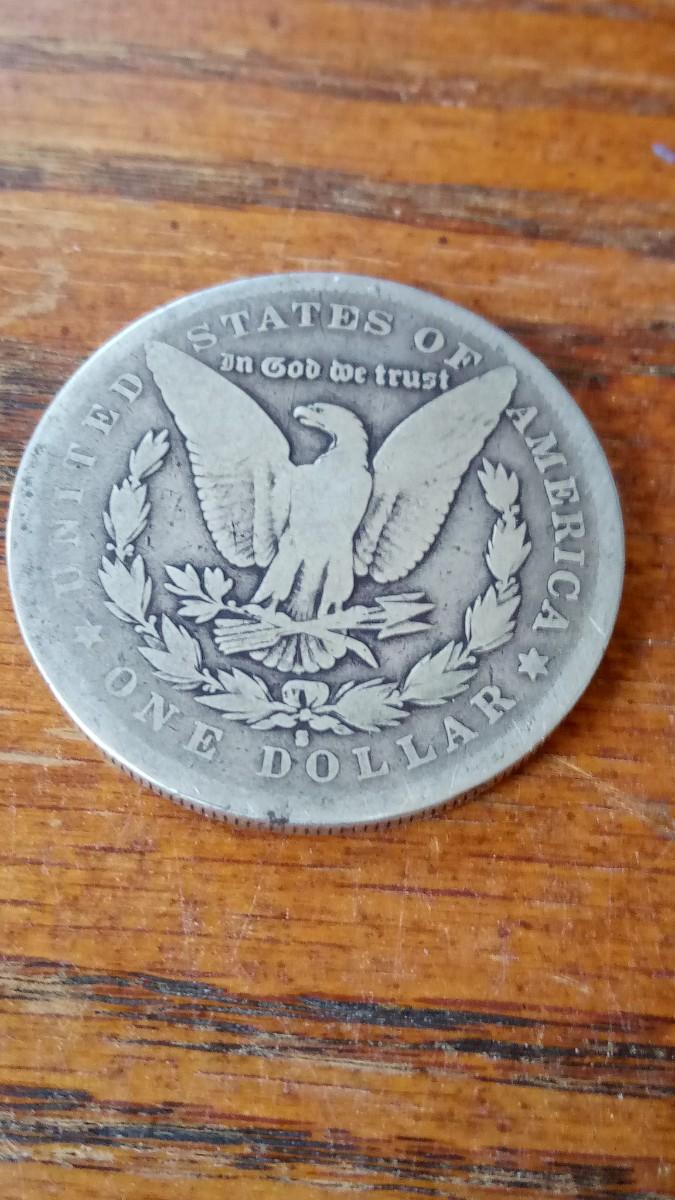 UNITED STATES OF AMERICA
In God we trust
ONE DOLLAR
S